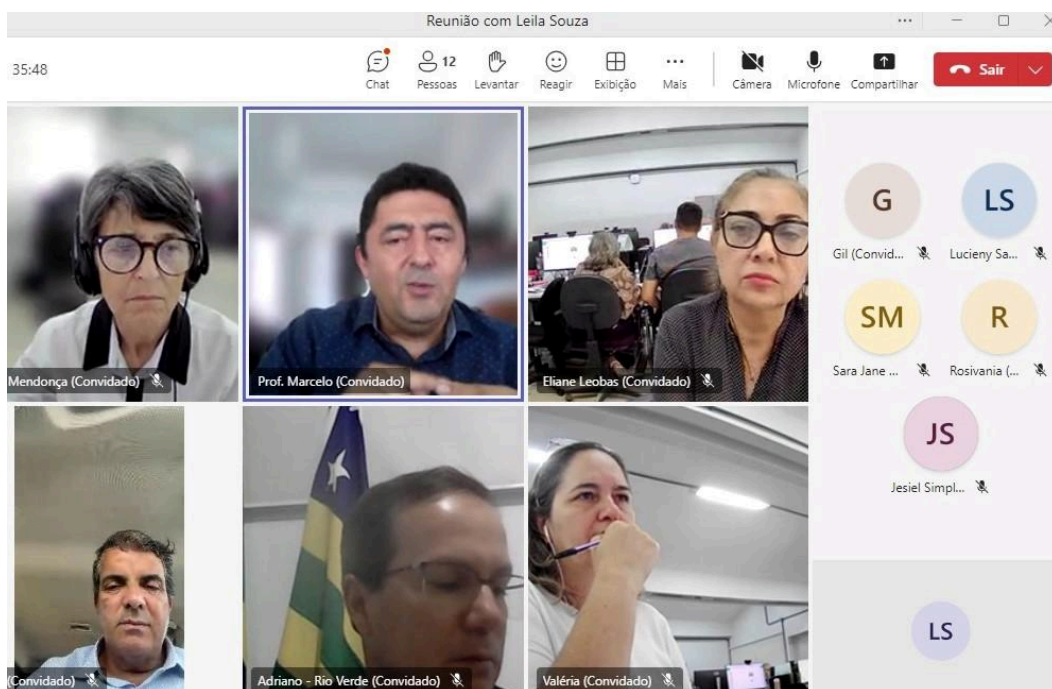 Reunião com Leila Souza
35:48
Chat
12
Pessoas
Levantar
Reagir
Exibição
Mais
Câmera
Microfone
Compartilhar
Sair
Mendonça (Convidado)
Prof. Marcelo (Convidado)
Eliane Leobas (Convidado)
G
LS
Gil (Convid...
Lucieny Sa...
SM
R
Sara Jane ...
Rosivania (...
JS
Jesiel Simpl...
(Convidado)
Adriano - Rio Verde (Convidado)
Valéria (Convidado)
LS